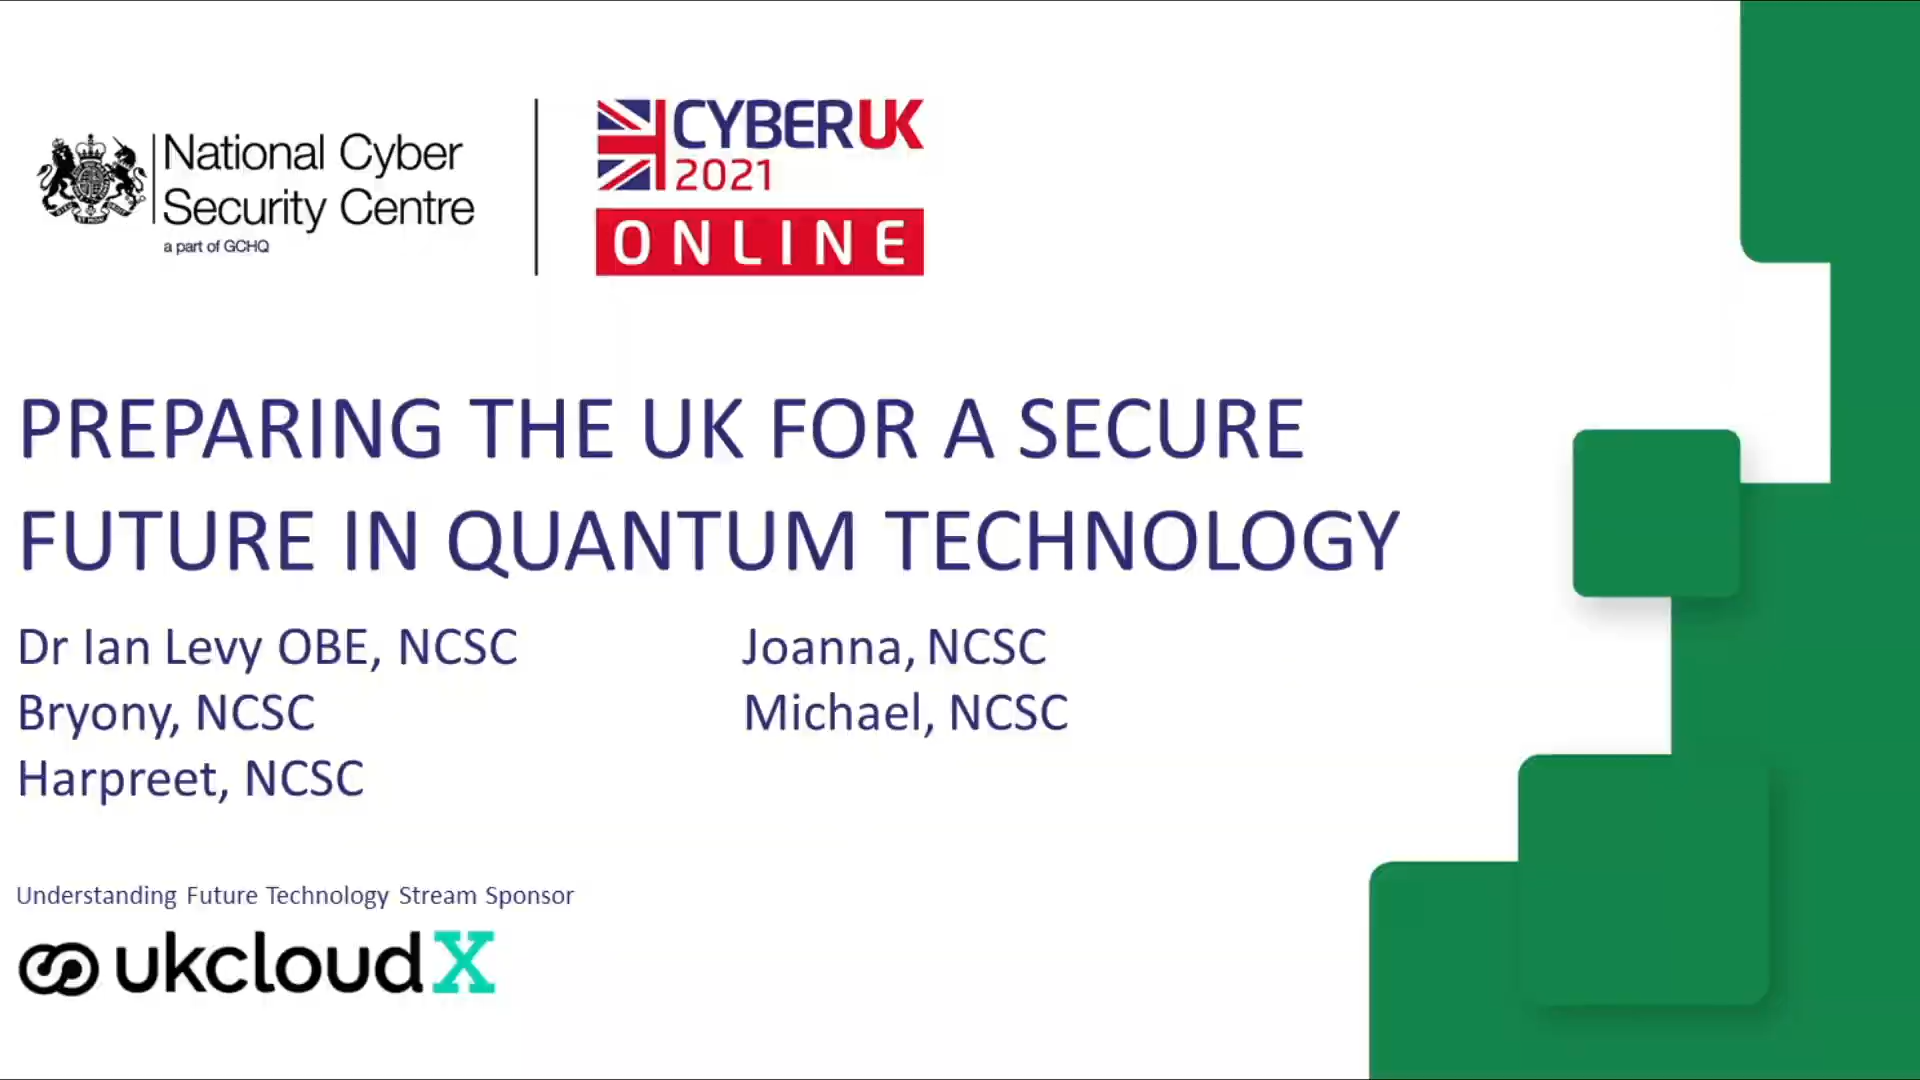 National Cyber
Security Centre
a part of GCHQ
CYBERUK
2021
ONLINE
PREPARING THE UK FOR A SECURE
FUTURE IN QUANTUM TECHNOLOGY
Dr Ian Levy OBE, NCSC
Bryony, NCSC
Harpreet, NCSC
Joanna, NCSC
Michael, NCSC
Understanding Future Technology Stream Sponsor
ukcloudX